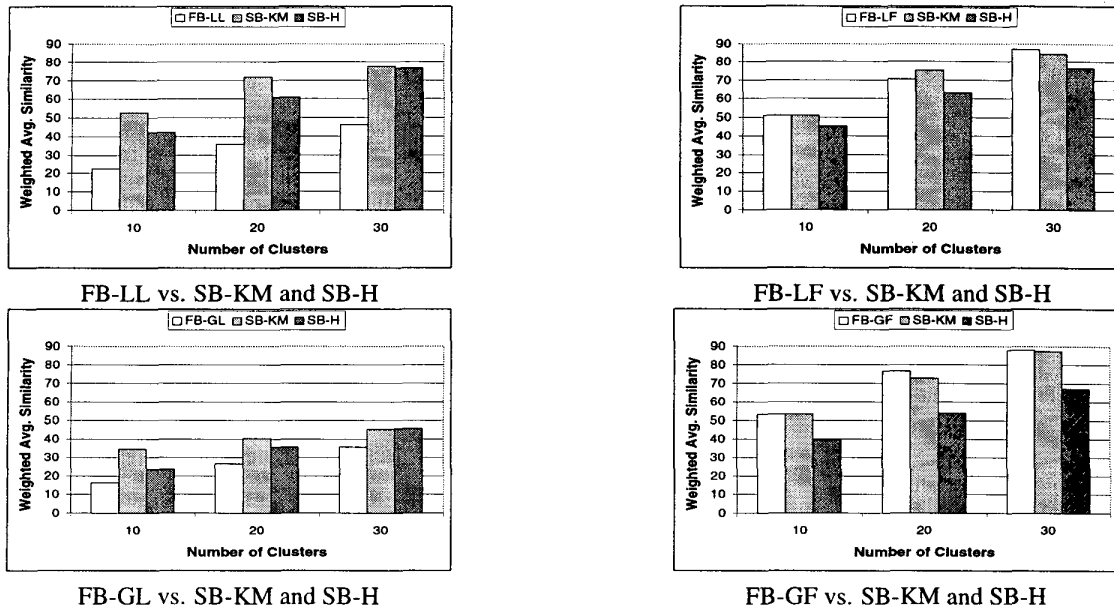 FB-LL SB-KM SB-H
Weighted Avg. Similarity
90
80
70
60
50
40
30
20
10
0
10 20 30
Number of Clusters
FB-LL vs. SB-KM and SB-H
FB-LF SB-KM SB-H
Weighted Avg. Similarity
90
80
70
60
50
40
30
20
10
0
10 20 30
Number of Clusters
FB-LF vs. SB-KM and SB-H
FB-GL SB-KM SB-H
Weighted Avg. Similarity
90
80
70
60
50
40
30
20
10
0
10 20 30
Number of Clusters
FB-GL vs. SB-KM and SB-H
FB-GF SB-KM SB-H
Weighted Avg. Similarity
90
80
70
60
50
40
30
20
10
0
10 20 30
Number of Clusters
FB-GF vs. SB-KM and SB-H